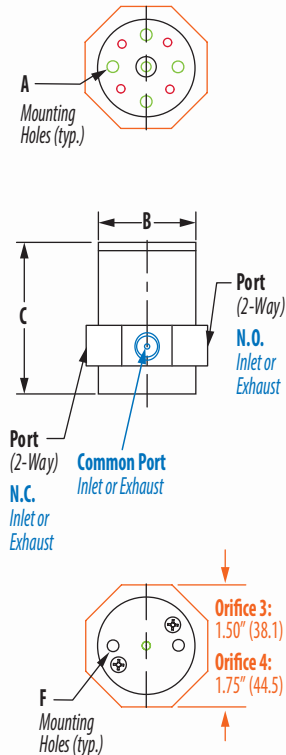 A
Mounting
Holes (typ.)
B
C
Port
(2-Way)
N.O.
Inlet or
Exhaust
Port
(2-Way)
N.C.
Inlet or
Exhaust
Common Port
Inlet or Exhaust
Orifice 3:
1.50" (38.1)
Orifice 4:
1.75" (44.5)
F
Mounting
Holes (typ.)